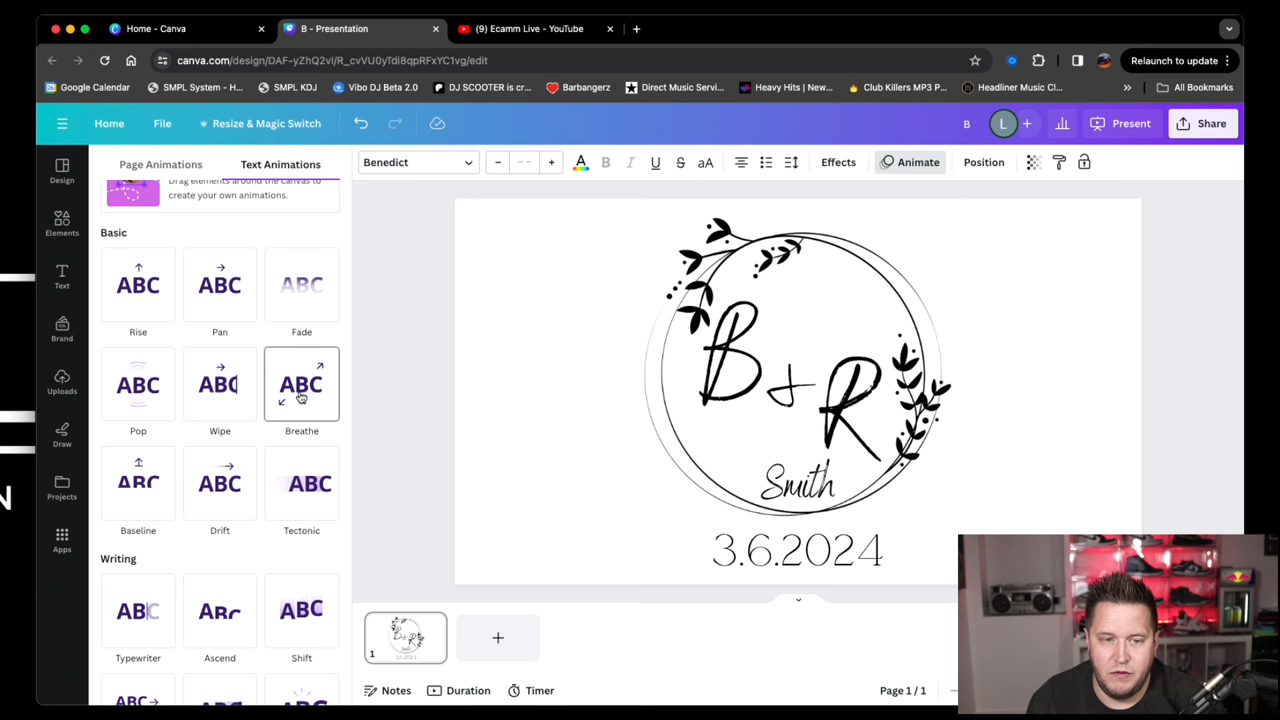 Home - Canva
B - Presentation
(9) Ecamm Live - YouTube
canva.com/design/DAF-yZhQ2vI/R_cvVU0yTdi8qpRFxYC1vg/edit
Relaunch to update
Google Calendar
SMPL System - H...
SMPL KDJ
Vibo DJ Beta 2.0
DJ SCOOTER is cr...
Barbangerz
Direct Music Servi...
Heavy Hits | New...
Club Killers MP3 P...
Headliner Music Cl...
»
All Bookmarks
Home
File
Resize & Magic Switch
B
L
+
Present
Share
Design
Elements
Text
Brand
Uploads
Draw
Projects
Apps
Page Animations
Text Animations
Drag elements around the canvas to
create your own animations.
Basic
ABC
Rise
ABC
Pan
ABC
Fade
ABC
Pop
ABC
Wipe
ABC
Breathe
ABC
Baseline
ABC
Drift
ABC
Tectonic
Writing
ABC
Typewriter
ABC
Ascend
ABC
Shift
Benedict
- -- +
A B I U S aA
Effects
Animate
Position
B & R
Smith
3.6.2024
1
+
Notes
Duration
Timer
Page 1 / 1
N